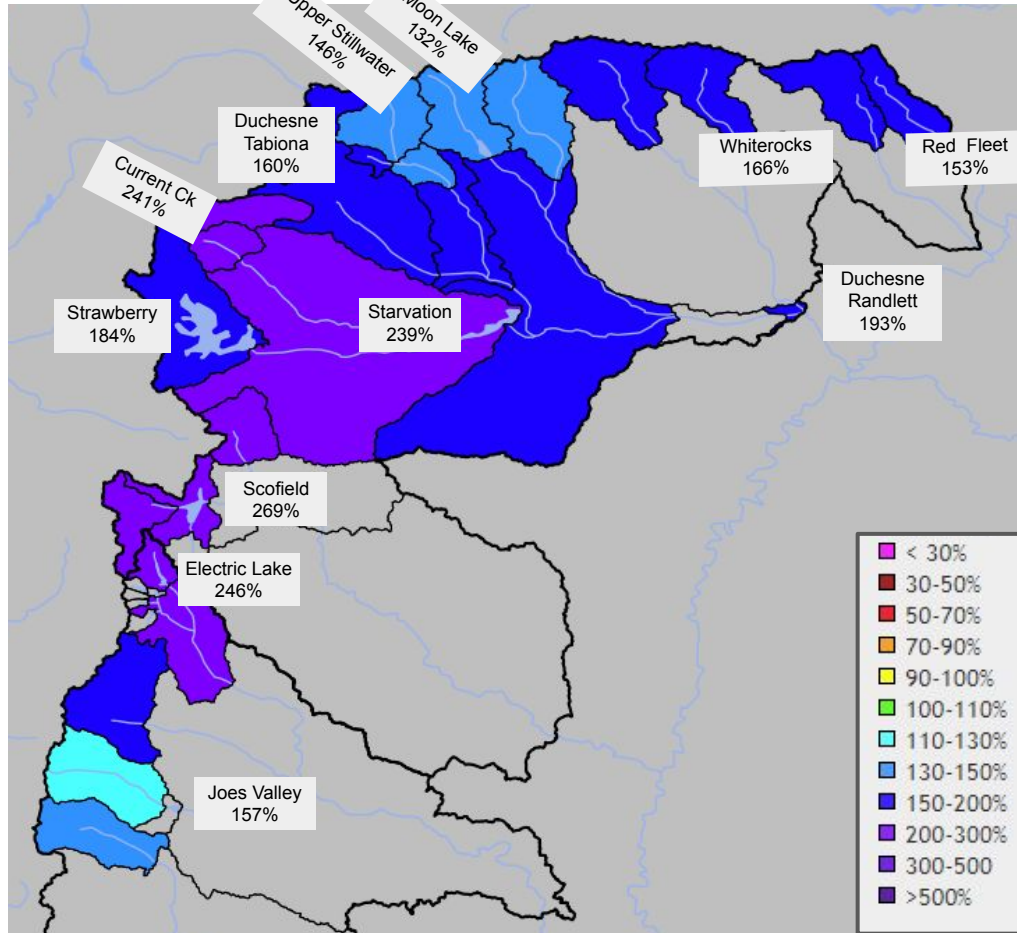 Upper Stillwater
146%
Moon Lake
132%
Duchesne
Tabiona
160%
Current Ck
241%
Whiterocks
166%
Red Fleet
153%
Strawberry
184%
Starvation
239%
Duchesne
Randlett
193%
Scofield
269%
Electric Lake
246%
Joes Valley
157%
< 30%
30-50%
50-70%
70-90%
90-100%
100-110%
110-130%
130-150%
150-200%
200-300%
300-500
>500%